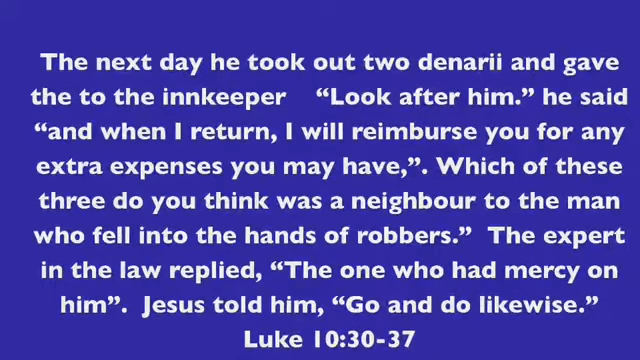 The next day he took out two denarii and gave
the to the innkeeper “Look after him.” he said
“and when I return, I will reimburse you for any
extra expenses you may have,”. Which of these
three do you think was a neighbour to the man
who fell into the hands of robbers.” The expert
in the law replied, “The one who had mercy on
him”. Jesus told him, “Go and do likewise.”
Luke 10:30-37